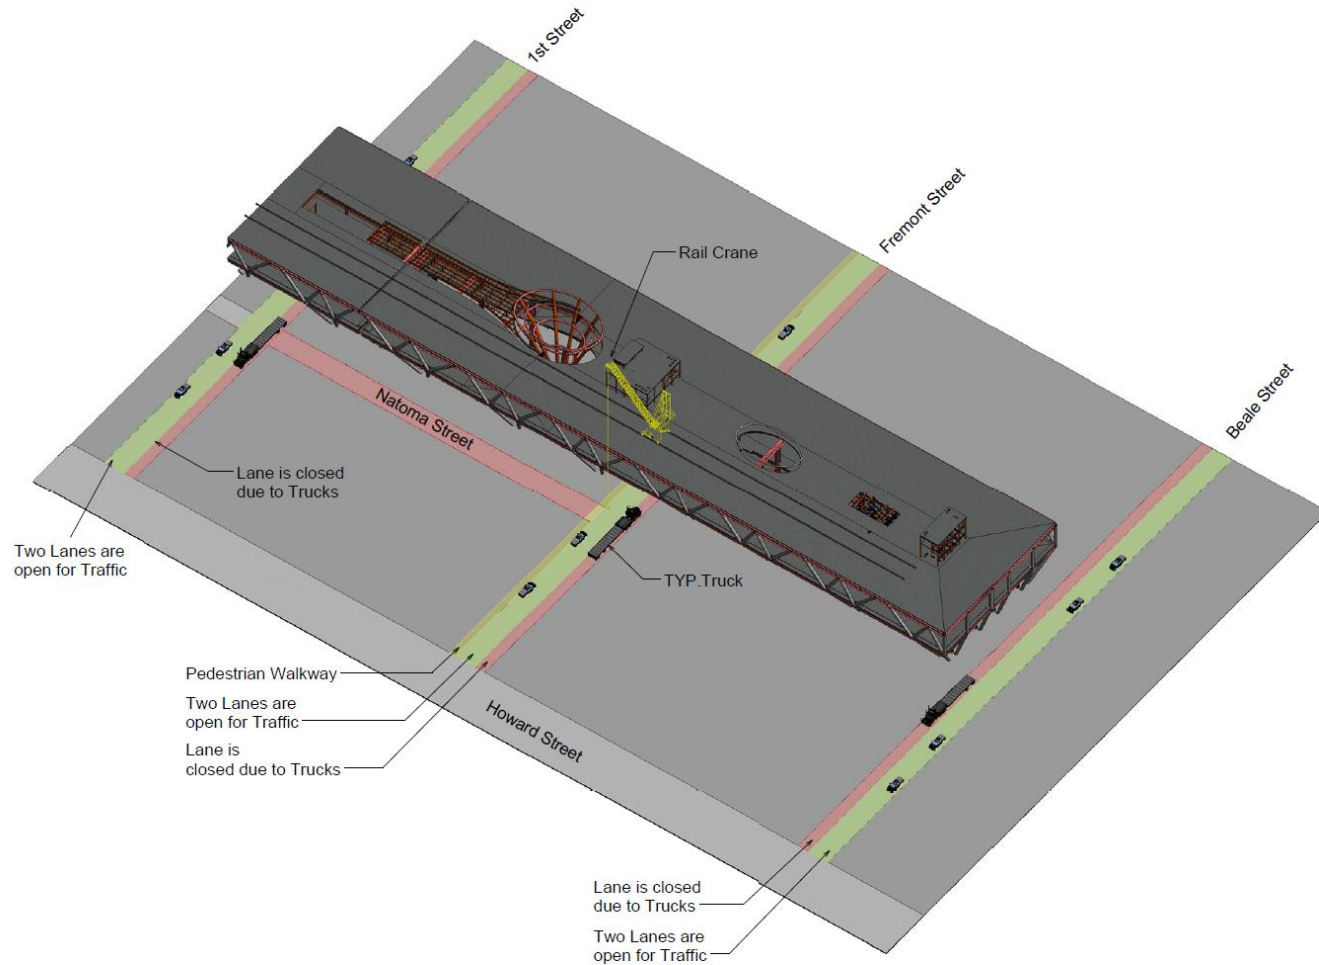 1st Street
Fremont Street
Rail Crane
Beale Street
Natoma Street
Lane is closed
due to Trucks
Two Lanes are
open for Traffic
TYP.Truck
Pedestrian Walkway
Two Lanes are
open for Traffic
Lane is
closed due to Trucks
Howard Street
Lane is closed
due to Trucks
Two Lanes are
open for Traffic